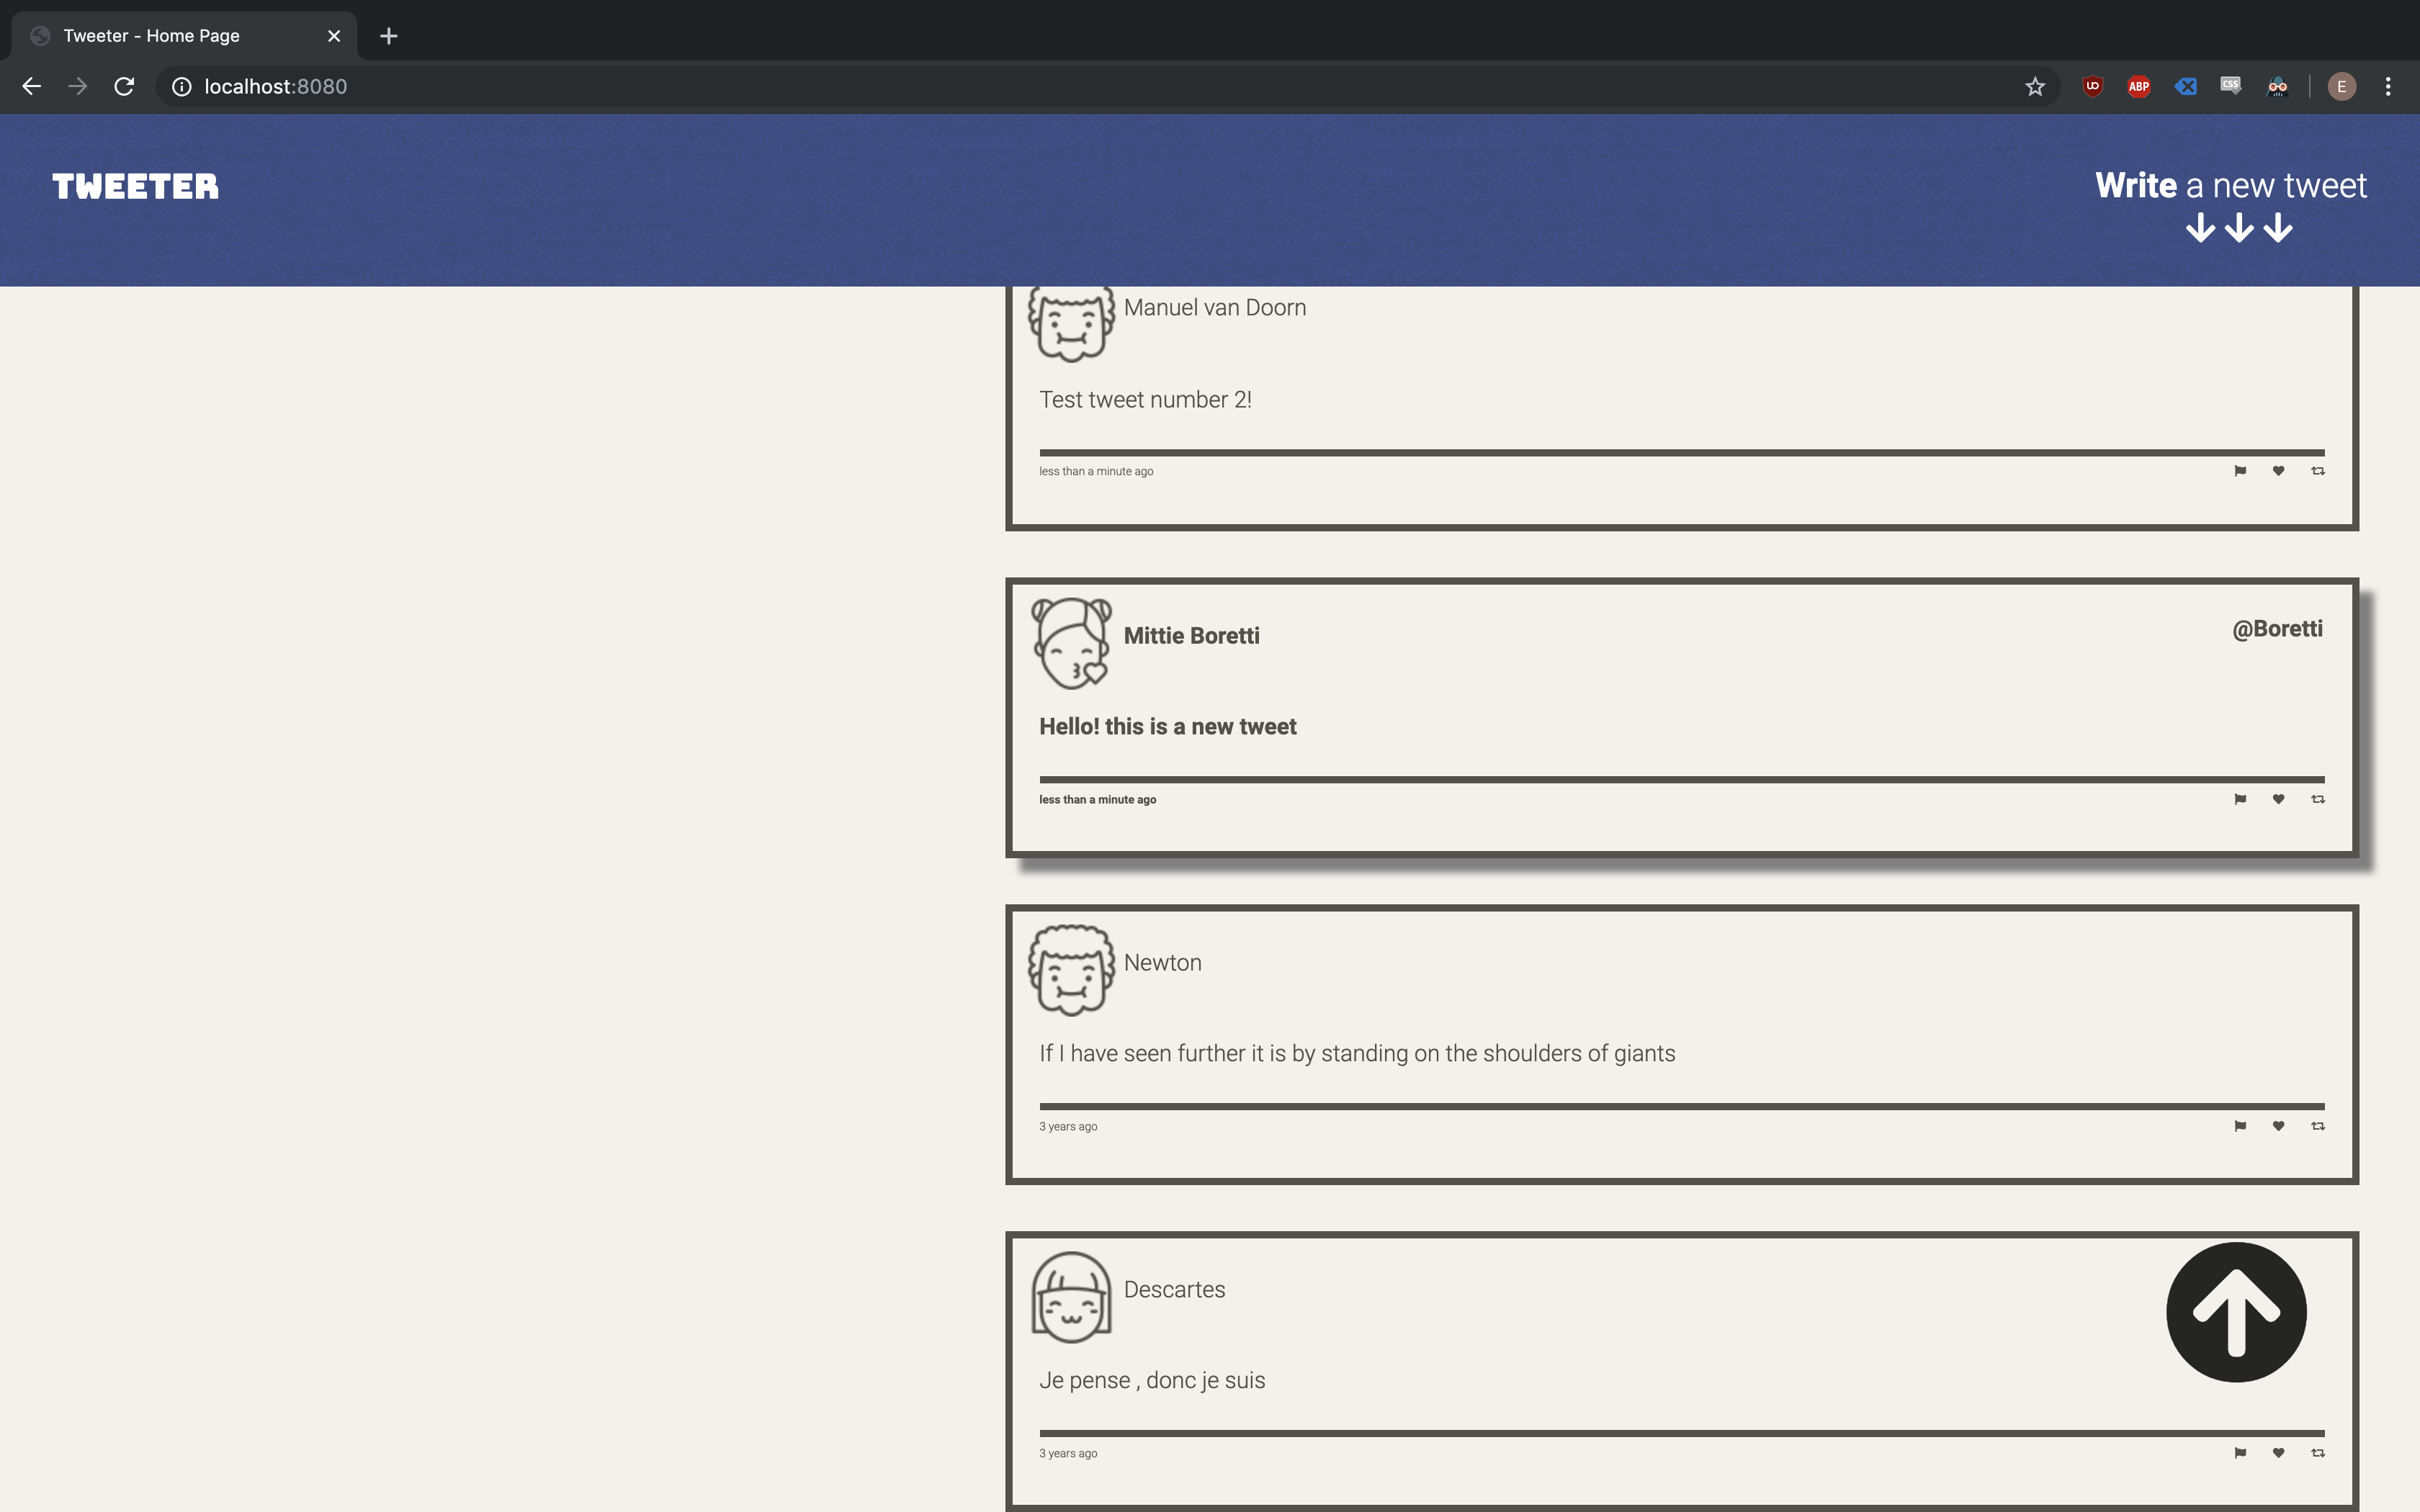 Tweeter - Home Page
localhost:8080
UO
ABP
CSS
E
TWEETER
Write a new tweet
Manuel van Doorn
Test tweet number 2!
less than a minute ago
Mittie Boretti
@Boretti
Hello! this is a new tweet
less than a minute ago
Newton
If I have seen further it is by standing on the shoulders of giants
3 years ago
Descartes
Je pense , donc je suis
3 years ago